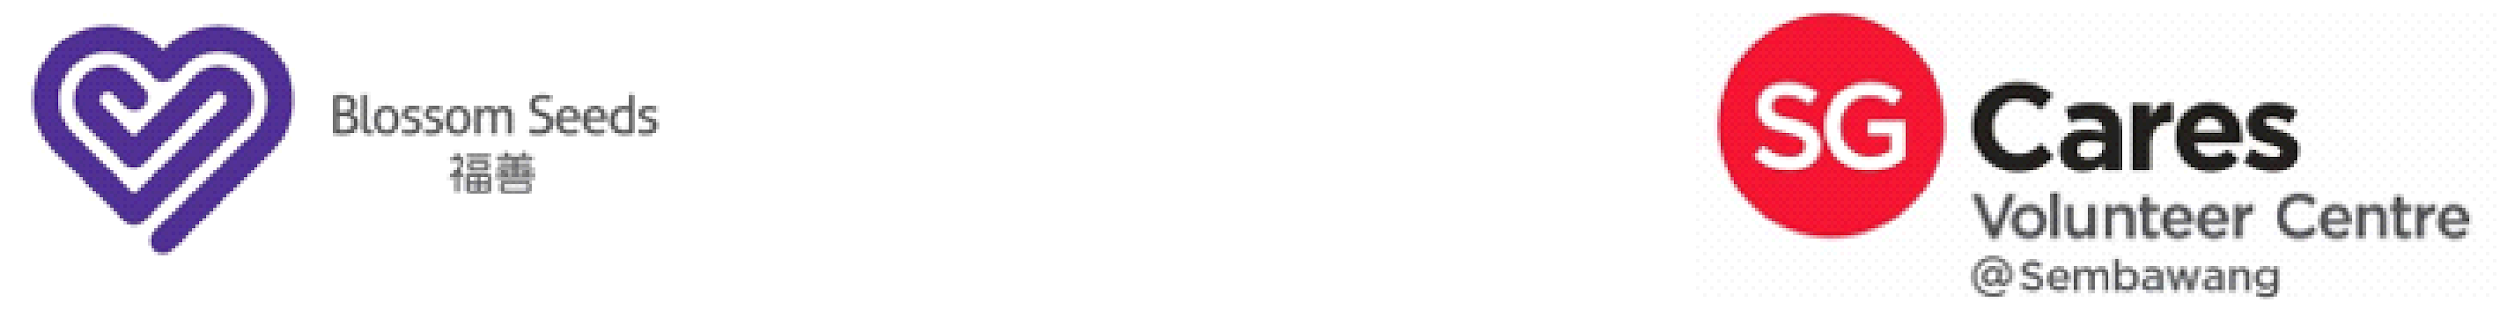 Blossom Seeds
福善
SG Cares
Volunteer Centre
@Sembawang